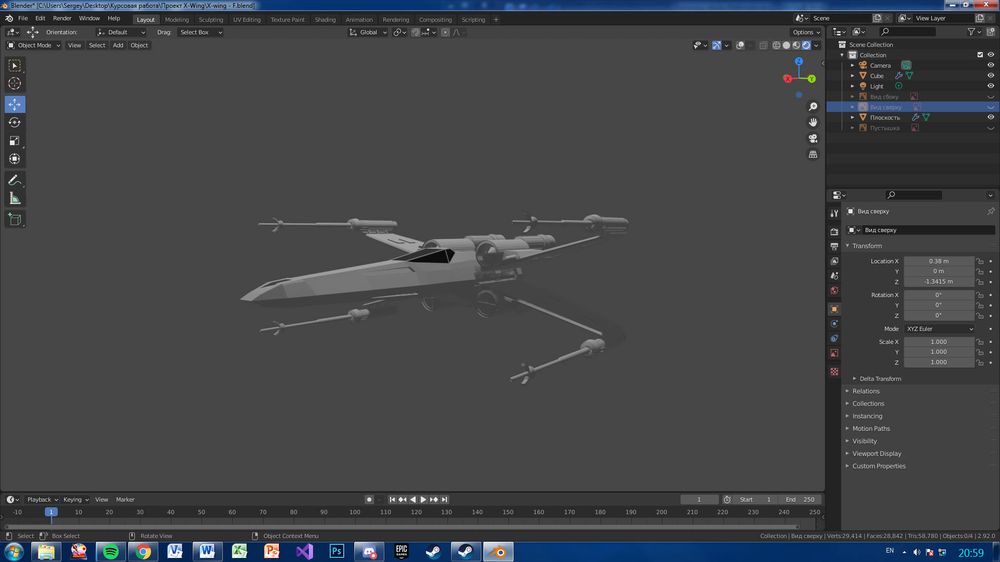 Blender* [C:\Users\Sergey\Desktop\Курсовая работа\Проект X-Wing\X-wing - F.blend]
File Edit Render Window Help Layout Modeling Sculpting UV Editing Texture Paint Shading Animation Rendering Compositing Scripting + Scene View Layer
Orientation: Default Drag: Select Box Global Options
Object Mode View Select Add Object
Z
X
Y
Scene Collection
Collection
Camera
Cube
Light
Вид сбоку
Вид сверху
Плоскость
Пустышка
Вид сверху
Вид сверху
Transform
Location X 0.38 m
Y 0 m
Z -1.3415 m
Rotation X 0°
Y 0°
Z 0°
Mode XYZ Euler
Scale X 1.000
Y 1.000
Z 1.000
Delta Transform
Relations
Collections
Instancing
Motion Paths
Visibility
Viewport Display
Custom Properties
Playback Keying View Marker 1 Start 1 End 250
-10 1 10 20 30 40 50 60 70 80 90 100 110 120 130 140 150 160 170 180 190 200 210 220 230 240 250
Select Box Select Rotate View Object Context Menu Collection | Вид сверху | Verts:29,414 | Faces:28,842 | Tris:58,780 | Objects:0/4 | 2.92.0
Ps EPIC GAMES EN 20:59